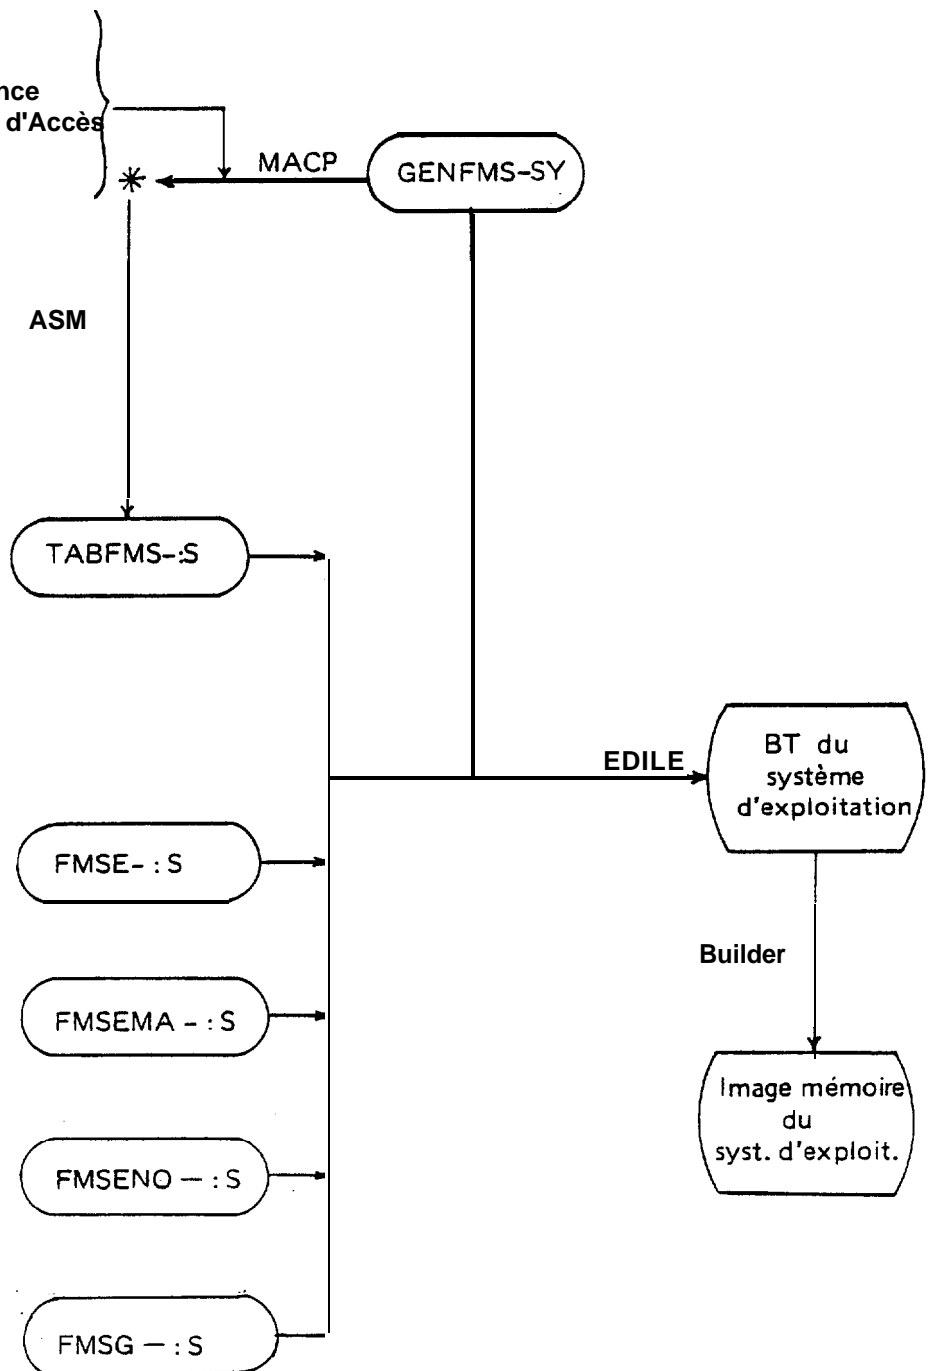 d'Accès
MACP
GENFMS-SY
*
ASM
TABFMS-:S
EDILE
BT du
système
d'exploitation
FMSE- : S
Builder
FMSEMA - : S
Image mémoire
du
syst. d'exploit.
FMSENO — : S
FMSG — : S